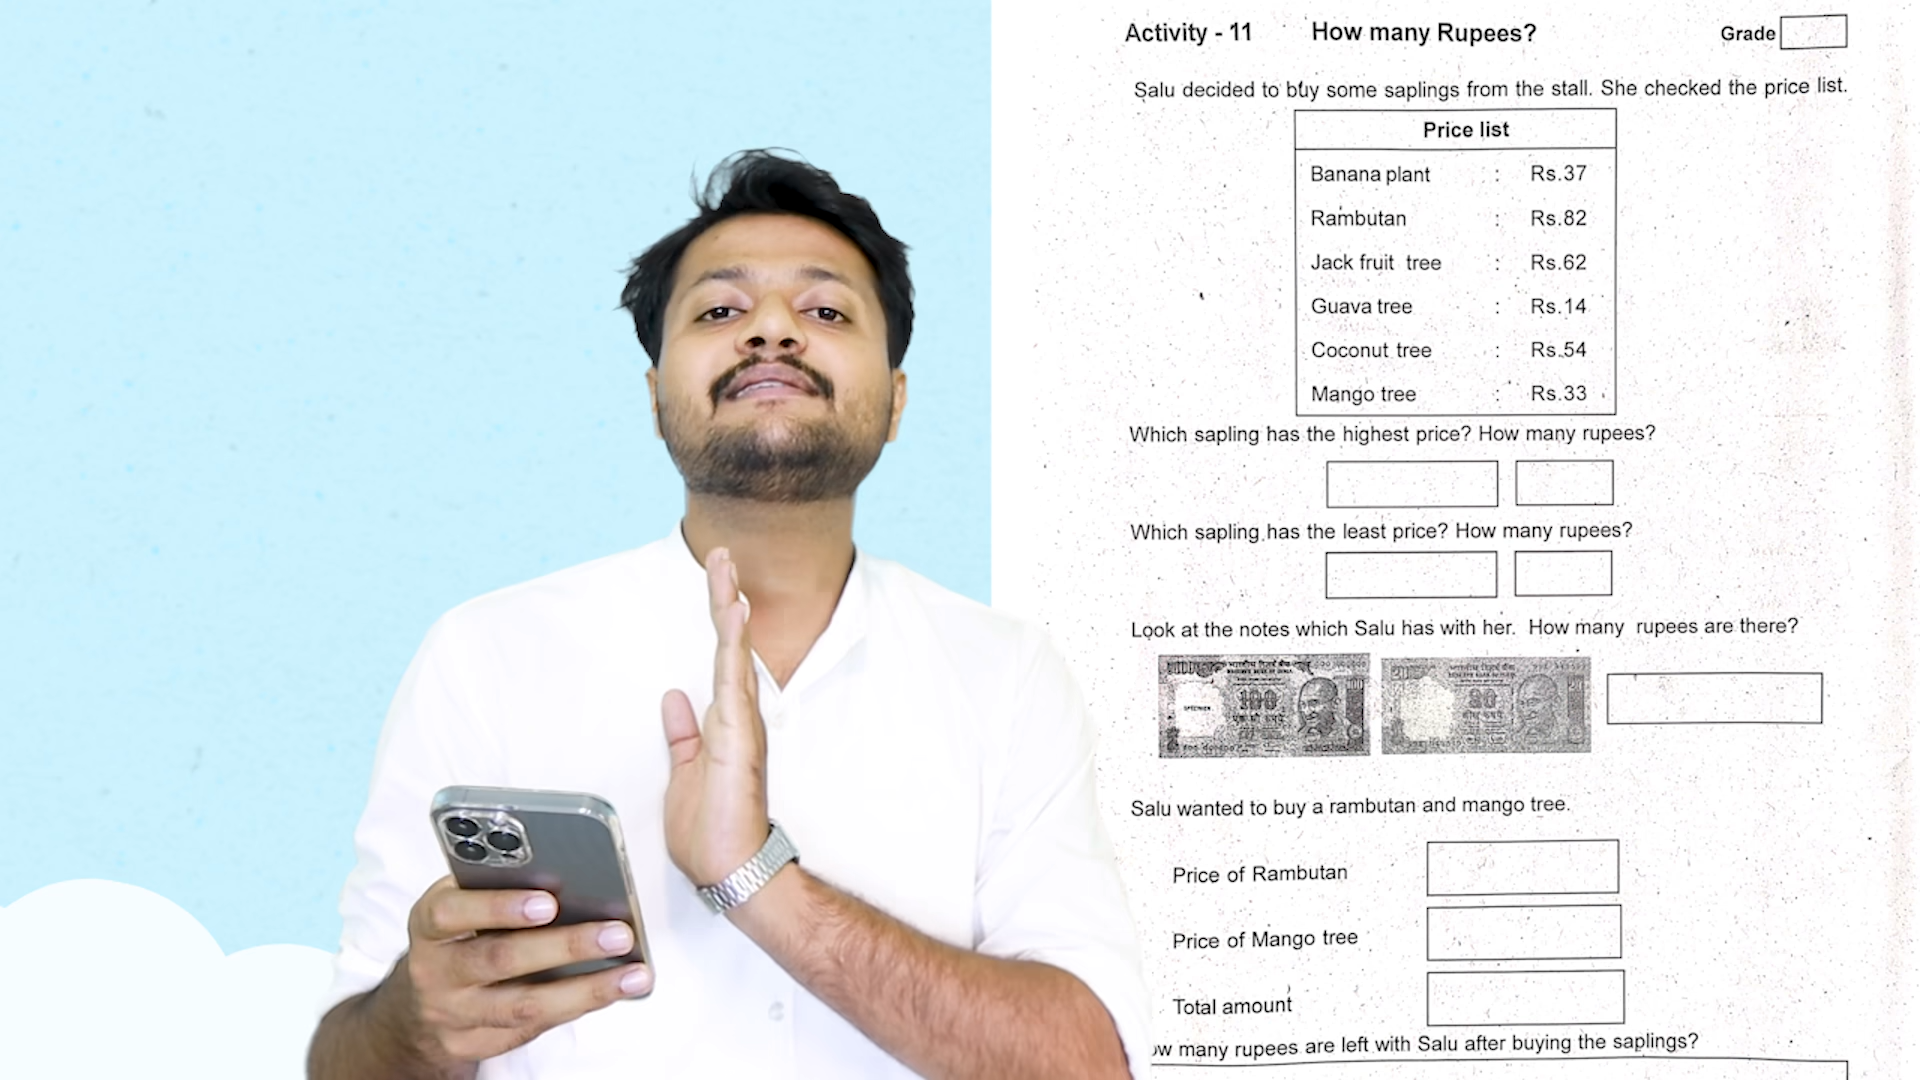 Activity - 11 How many Rupees? Grade
Salu decided to buy some saplings from the stall. She checked the price list.
Price list
Banana plant : Rs.37
Rambutan : Rs.82
Jack fruit tree : Rs.62
Guava tree : Rs.14
Coconut tree : Rs.54
Mango tree : Rs.33
Which sapling has the highest price? How many rupees?
Which sapling has the least price? How many rupees?
Look at the notes which Salu has with her. How many rupees are there?
100 20
Salu wanted to buy a rambutan and mango tree.
Price of Rambutan
Price of Mango tree
Total amount
ow many rupees are left with Salu after buying the saplings?